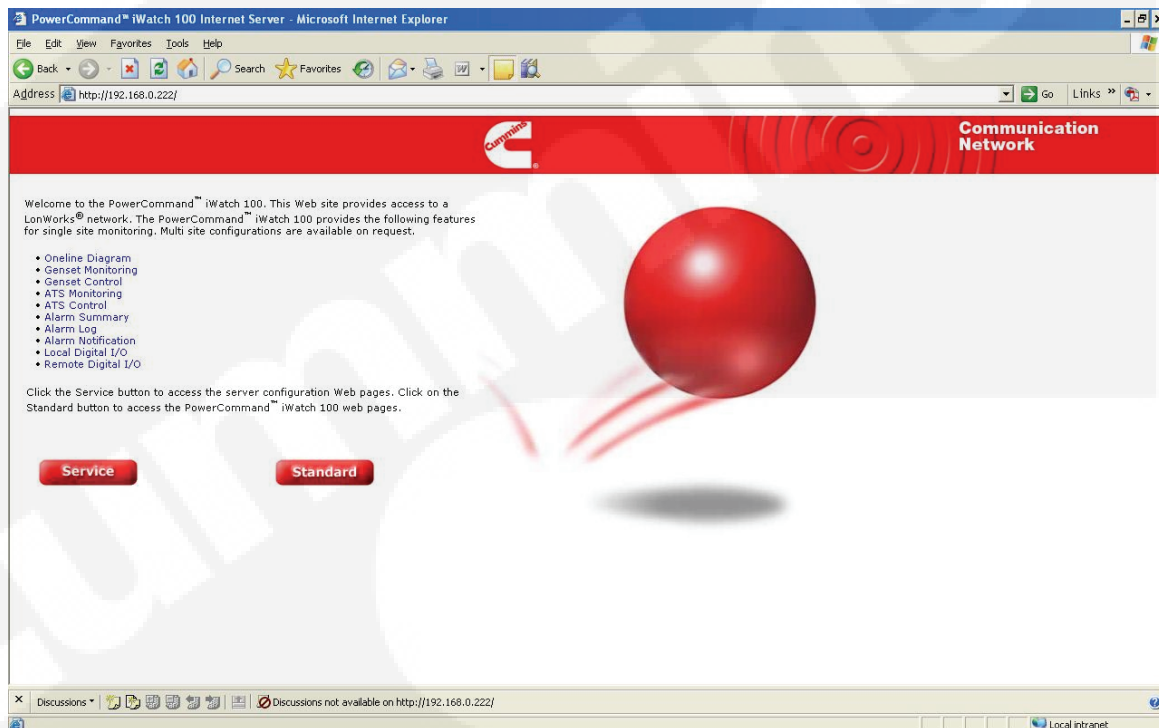 PowerCommand™ iWatch 100 Internet Server - Microsoft Internet Explorer
File Edit View Favorites Tools Help
Back Search Favorites
Address http://192.168.0.222/ Go Links »
Cummins
Communication
Network
Welcome to the PowerCommand™ iWatch 100. This Web site provides access to a
LonWorks® network. The PowerCommand™ iWatch 100 provides the following features
for single site monitoring. Multi site configurations are available on request.
• Oneline Diagram
• Genset Monitoring
• Genset Control
• ATS Monitoring
• ATS Control
• Alarm Summary
• Alarm Log
• Alarm Notification
• Local Digital I/O
• Remote Digital I/O
Click the Service button to access the server configuration Web pages. Click on the
Standard button to access the PowerCommand™ iWatch 100 web pages.
Service Standard
Discussions Discussions not available on http://192.168.0.222/
Local intranet
Cummins